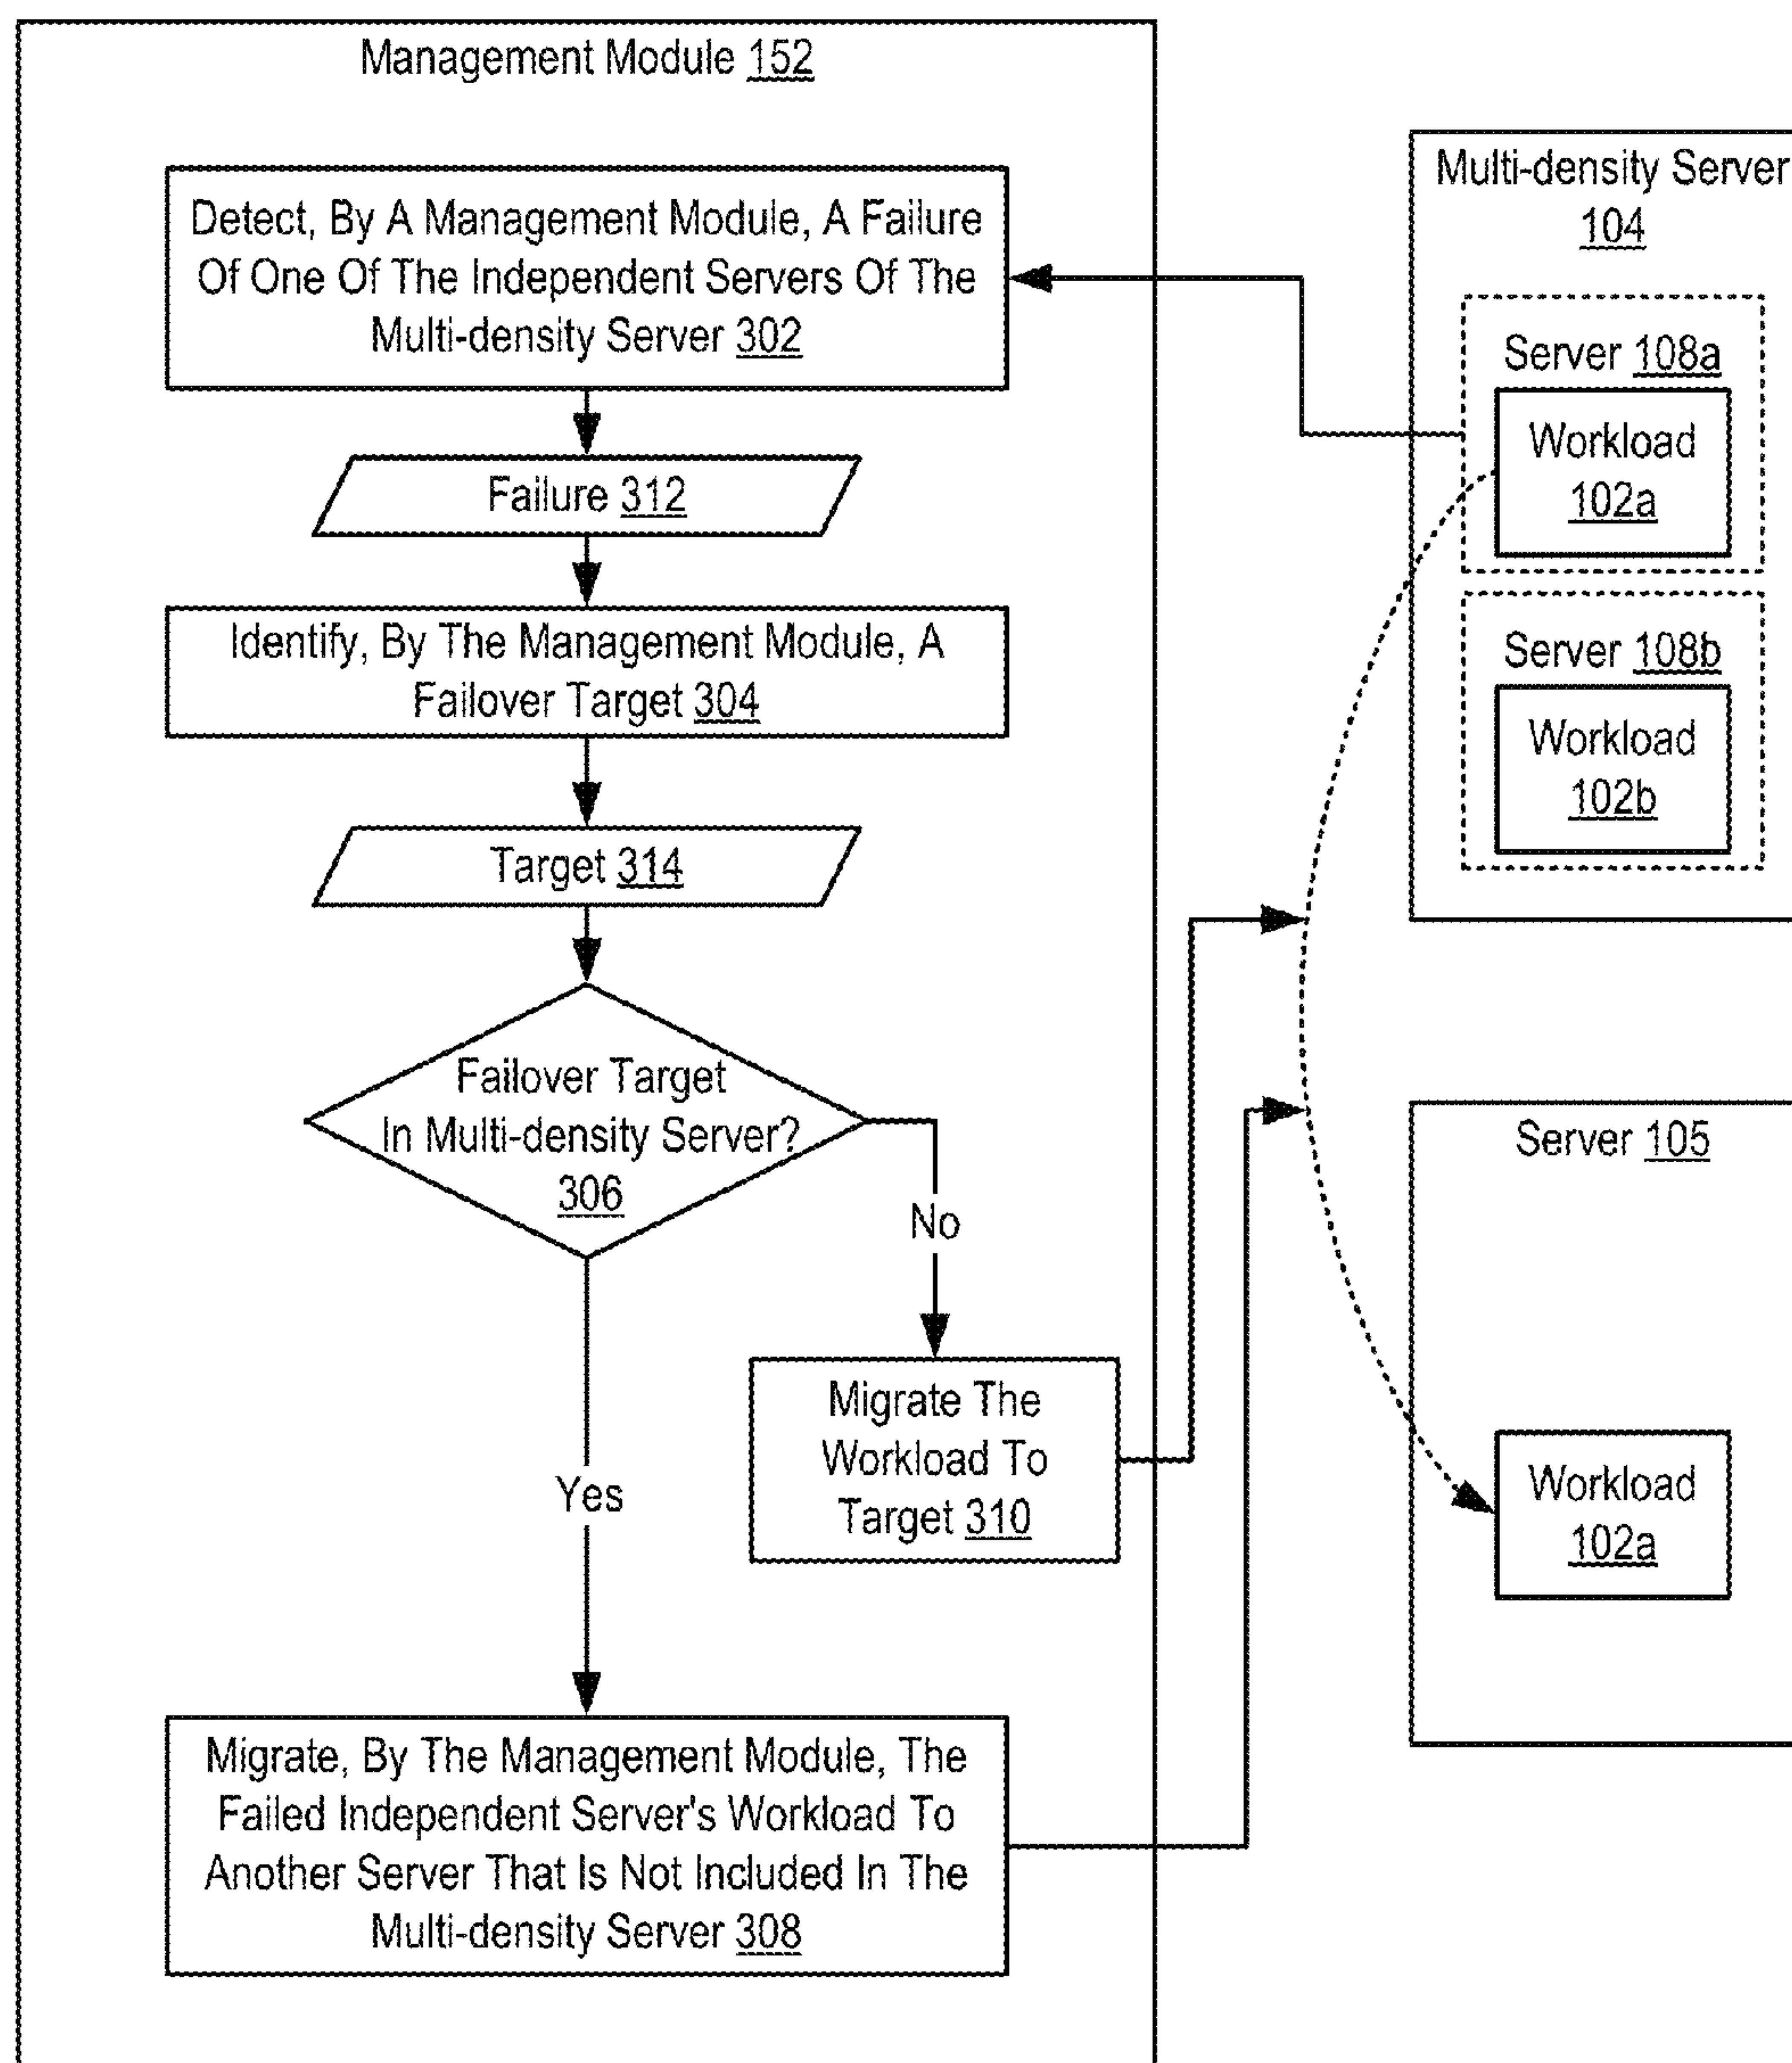 Management Module 152
Detect, By A Management Module, A Failure
Of One Of The Independent Servers Of The
Multi-density Server 302
Failure 312
Identify, By The Management Module, A
Failover Target 304
Target 314
Failover Target
In Multi-density Server?
306
No
Yes
Migrate The
Workload To
Target 310
Migrate, By The Management Module, The
Failed Independent Server's Workload To
Another Server That Is Not Included In The
Multi-density Server 308
Multi-density Server
104
Server 108a
Workload
102a
Server 108b
Workload
102b
Server 105
Workload
102a